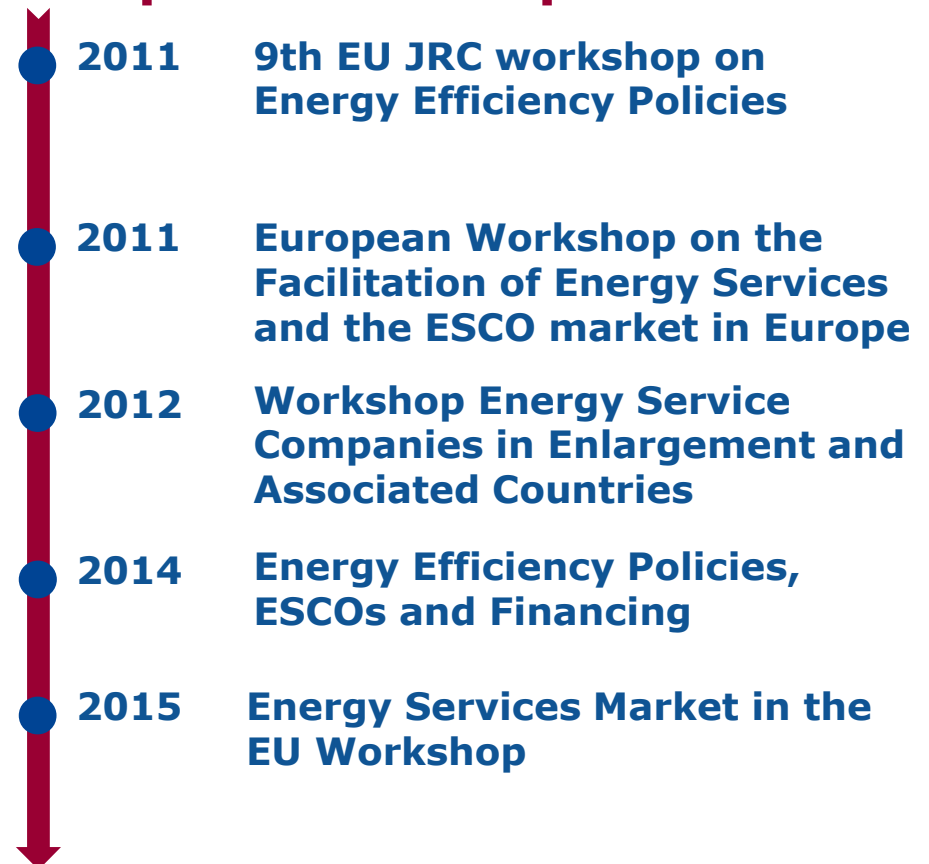 2011 9th EU JRC workshop on
Energy Efficiency Policies
2011 European Workshop on the
Facilitation of Energy Services
and the ESCO market in Europe
2012 Workshop Energy Service
Companies in Enlargement and
Associated Countries
2014 Energy Efficiency Policies,
ESCOs and Financing
2015 Energy Services Market in the
EU Workshop